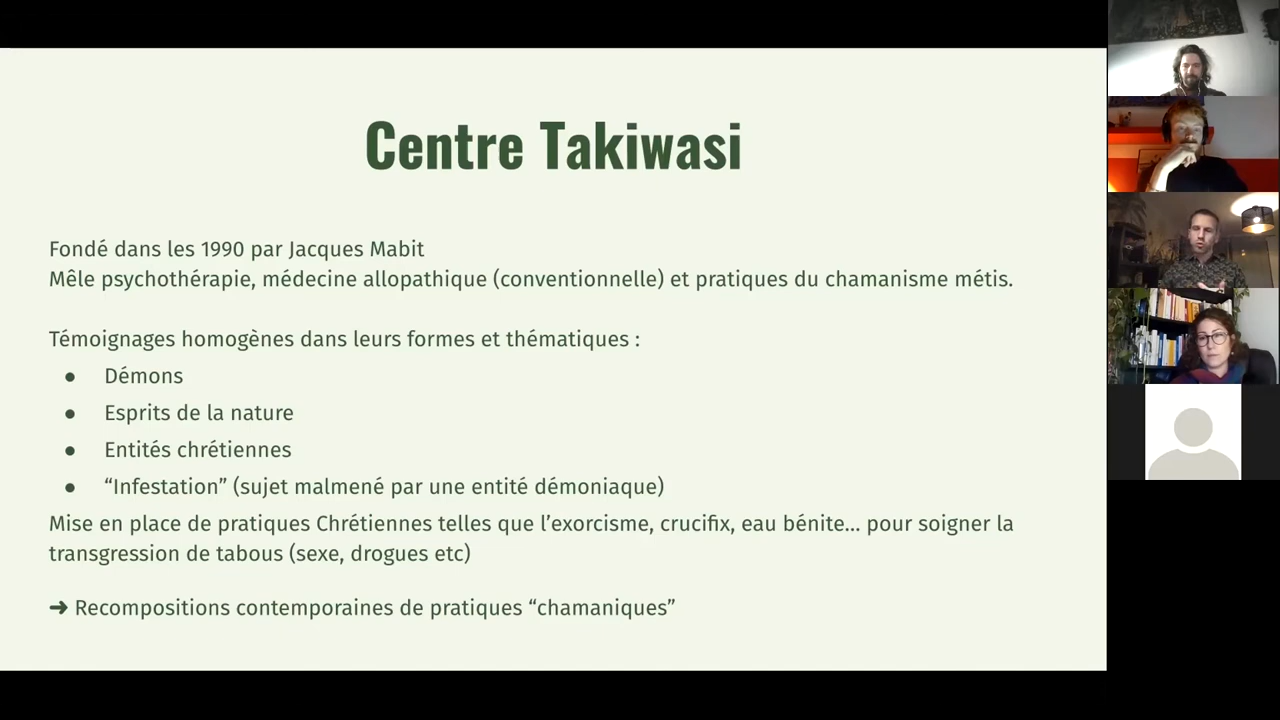 Centre Takiwasi
Fondé dans les 1990 par Jacques Mabit
Mêle psychothérapie, médecine allopathique (conventionnelle) et pratiques du chamanisme métis.
Témoignages homogènes dans leurs formes et thématiques :
● Démons
● Esprits de la nature
● Entités chrétiennes
● “Infestation” (sujet malmené par une entité démoniaque)
Mise en place de pratiques Chrétiennes telles que l’exorcisme, crucifix, eau bénite... pour soigner la
transgression de tabous (sexe, drogues etc)
➜ Recompositions contemporaines de pratiques “chamaniques”